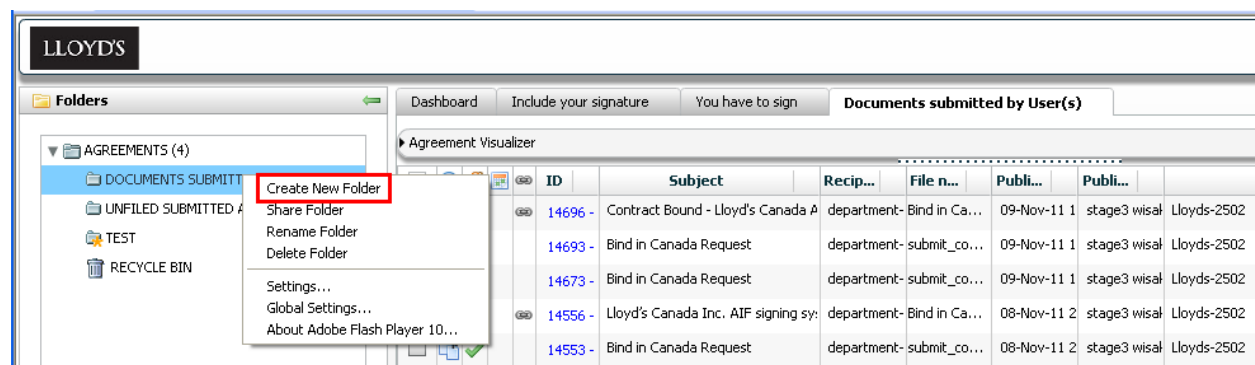 LLOYD'S
Folders
Dashboard Include your signature You have to sign Documents submitted by User(s)
AGREEMENTS (4)
Agreement Visualizer
DOCUMENTS SUBMITT
UNFILED SUBMITTED A
TEST
RECYCLE BIN
Create New Folder
Share Folder
Rename Folder
Delete Folder
Settings...
Global Settings...
About Adobe Flash Player 10...
ID Subject Recip... File n... Publi... Publi...
14696 - Contract Bound - Lloyd's Canada A department- Bind in Ca... 09-Nov-11 1 stage3 wisal Lloyds-2502
14693 - Bind in Canada Request department- submit_co... 09-Nov-11 1 stage3 wisal Lloyds-2502
14673 - Bind in Canada Request department- submit_co... 09-Nov-11 1 stage3 wisal Lloyds-2502
14556 - Lloyd's Canada Inc. AIF signing sy: department- Bind in Ca... 08-Nov-11 2 stage3 wisal Lloyds-2502
14553 - Bind in Canada Request department- submit_co... 08-Nov-11 2 stage3 wisal Lloyds-2502